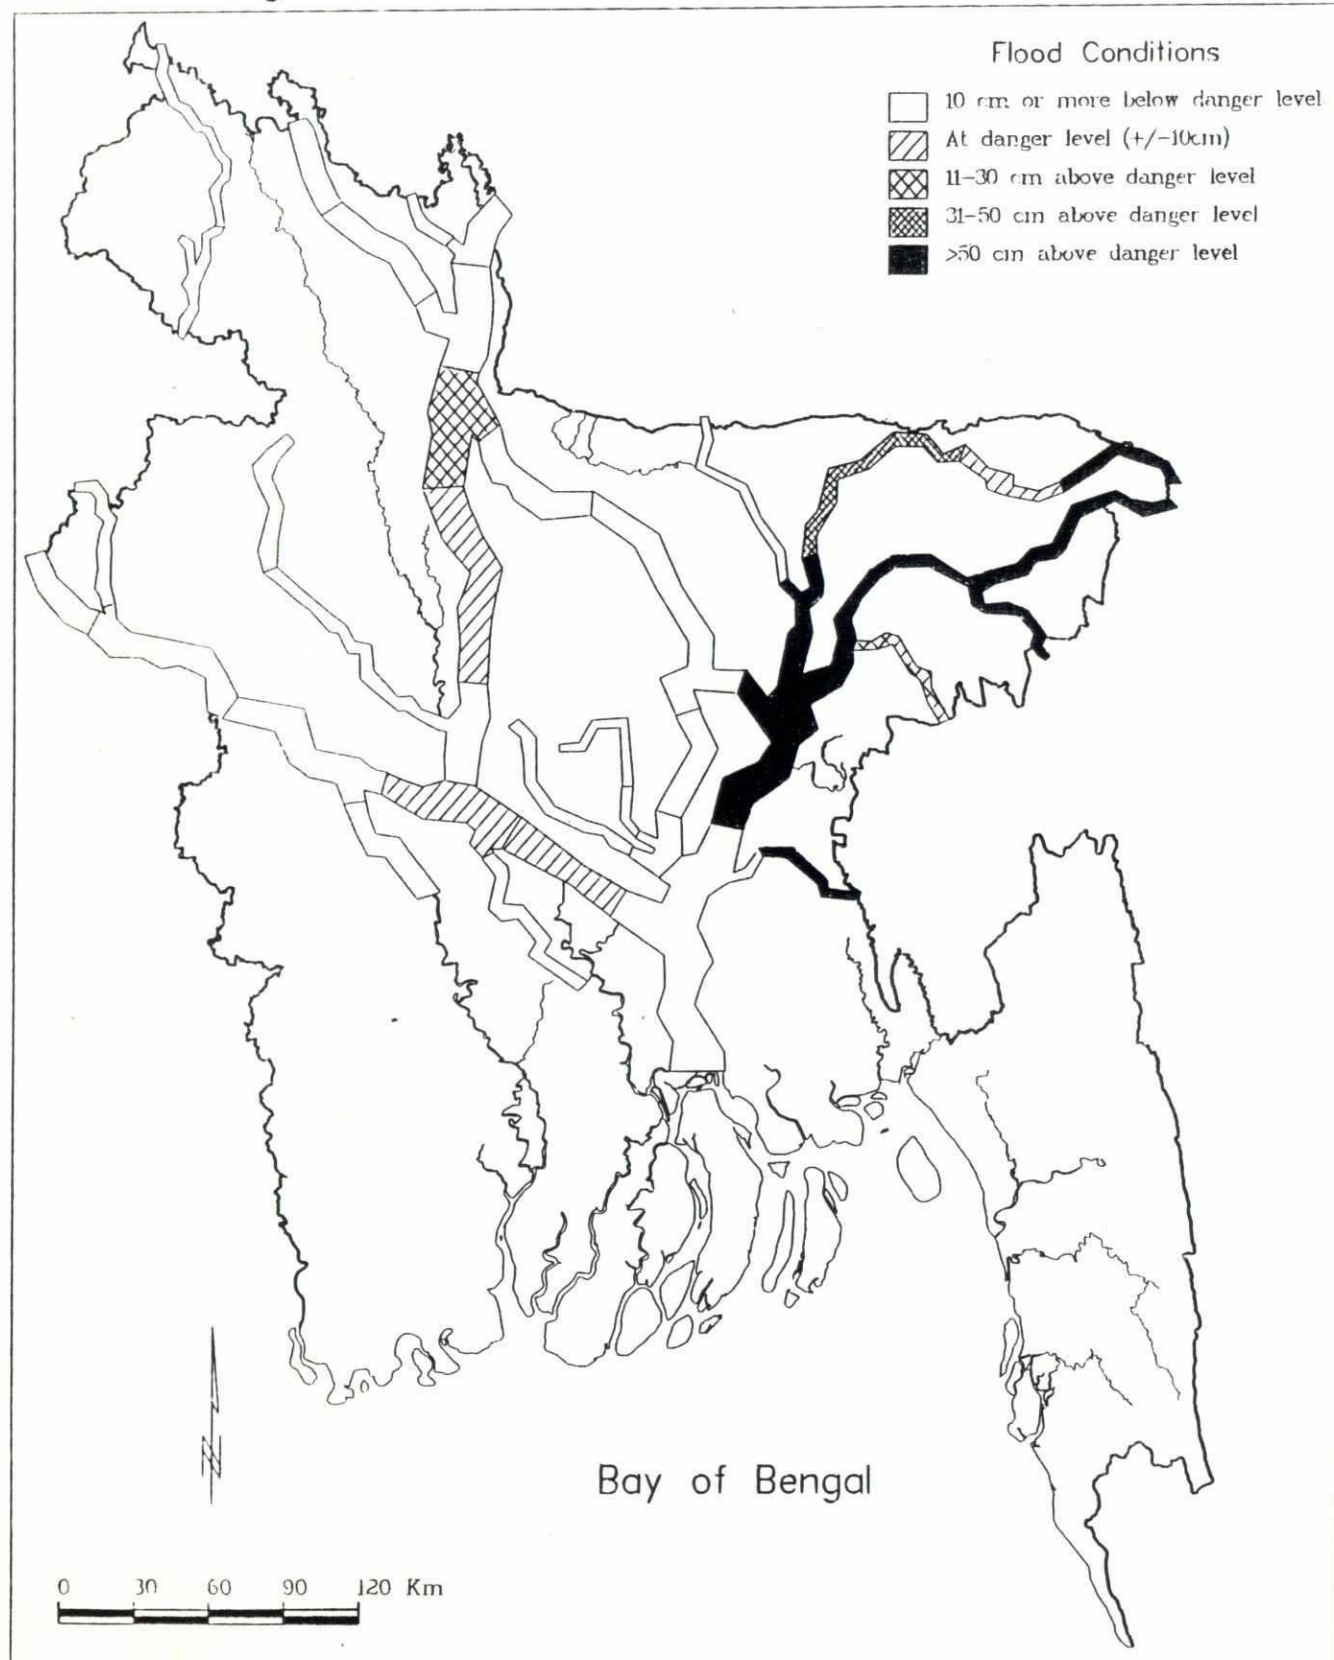 Flood Conditions
10 cm or more below danger level
At danger level (+/-10cm)
11-30 cm above danger level
31-50 cm above danger level
>50 cm above danger level
N
Bay of Bengal
0 30 60 90 120 Km